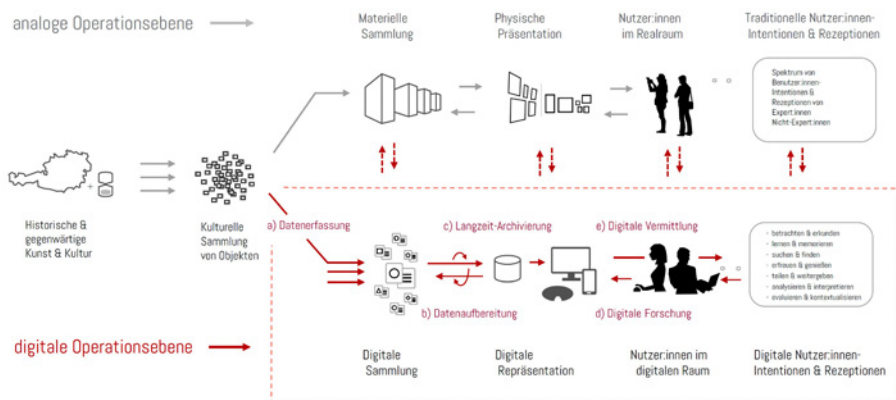 analoge Operationsebene
Materielle
Sammlung
Physische
Präsentation
Nutzer:innen
im Realraum
Traditionelle Nutzer:innen-
Intentionen & Rezeptionen
Spektrum von
Benutzer:innen-
Intentionen &
Rezeptionen von
Expert:innen
Nicht-Expert:innen
+
Historische &
gegenwärtige
Kunst & Kultur
Kulturelle
Sammlung
von Objekten
a) Datenerfassung
c) Langzeit-Archivierung
e) Digitale Vermittlung
- betrachten & erkunden
- lernen & memorieren
- suchen & finden
- erfreuen & genießen
- teilen & weitergeben
- analysieren & interpretieren
- evaluieren & kontextualisieren
b) Datenaufbereitung
d) Digitale Forschung
digitale Operationsebene
Digitale
Sammlung
Digitale
Repräsentation
Nutzer:innen im
digitalen Raum
Digitale Nutzer:innen-
Intentionen & Rezeptionen